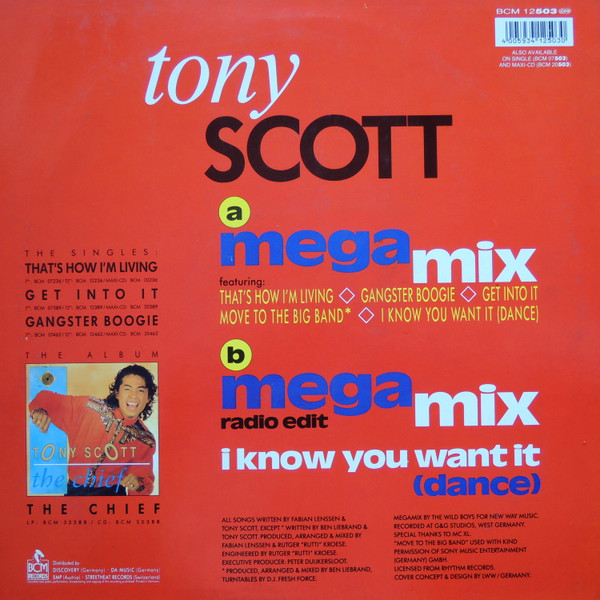 BCM 12503
4 005934 125030
ALSO AVAILABLE
ON SINGLE (BCM 07503)
AND MAXI-CD (BCM 20503)
tony
SCOTT
a
mega mix
featuring:
THAT'S HOW I'M LIVING ◇ GANGSTER BOOGIE ◇ GET INTO IT
MOVE TO THE BIG BAND* ◇ I KNOW YOU WANT IT (DANCE)
b
mega mix
radio edit
i know you want it
(dance)
THE SINGLES:
THAT'S HOW I'M LIVING
GET INTO IT
GANGSTER BOOGIE
THE ALBUM
TONY SCOTT
the chief
THE CHIEF
ALL SONGS WRITTEN BY FABIAN LENSSEN &
TONY SCOTT, EXCEPT * WRITTEN BY BEN LIEBRAND &
TONY SCOTT. PRODUCED, ARRANGED & MIXED BY
FABIAN LENSSEN & RUTGER "RUTTI" KROESE.
ENGINEERED BY RUTGER "RUTTI" KROESE.
EXECUTIVE PRODUCER: PETER DUIJKERSLOOT.
* PRODUCED, ARRANGED & MIXED BY BEN LIEBRAND,
TURNTABLES BY D.J. FRESH FORCE.
MEGAMIX BY THE WILD BOYS FOR NEW WAY MUSIC.
RECORDED AT G&G STUDIOS, WEST GERMANY.
SPECIAL THANKS TO MC XL.
"MOVE TO THE BIG BAND" USED WITH KIND
PERMISSION OF SONY MUSIC ENTERTAINMENT
(GERMANY) GMBH.
LICENSED FROM RHYTHM RECORDS.
COVER CONCEPT & DESIGN BY LWW / GERMANY.
BCM
RECORDS
Distributed by
DISCOVERY (Germany) · DA MUSIC (Germany)
EMP (Austria) · STREETHEAT RECORDS (Switzerland)